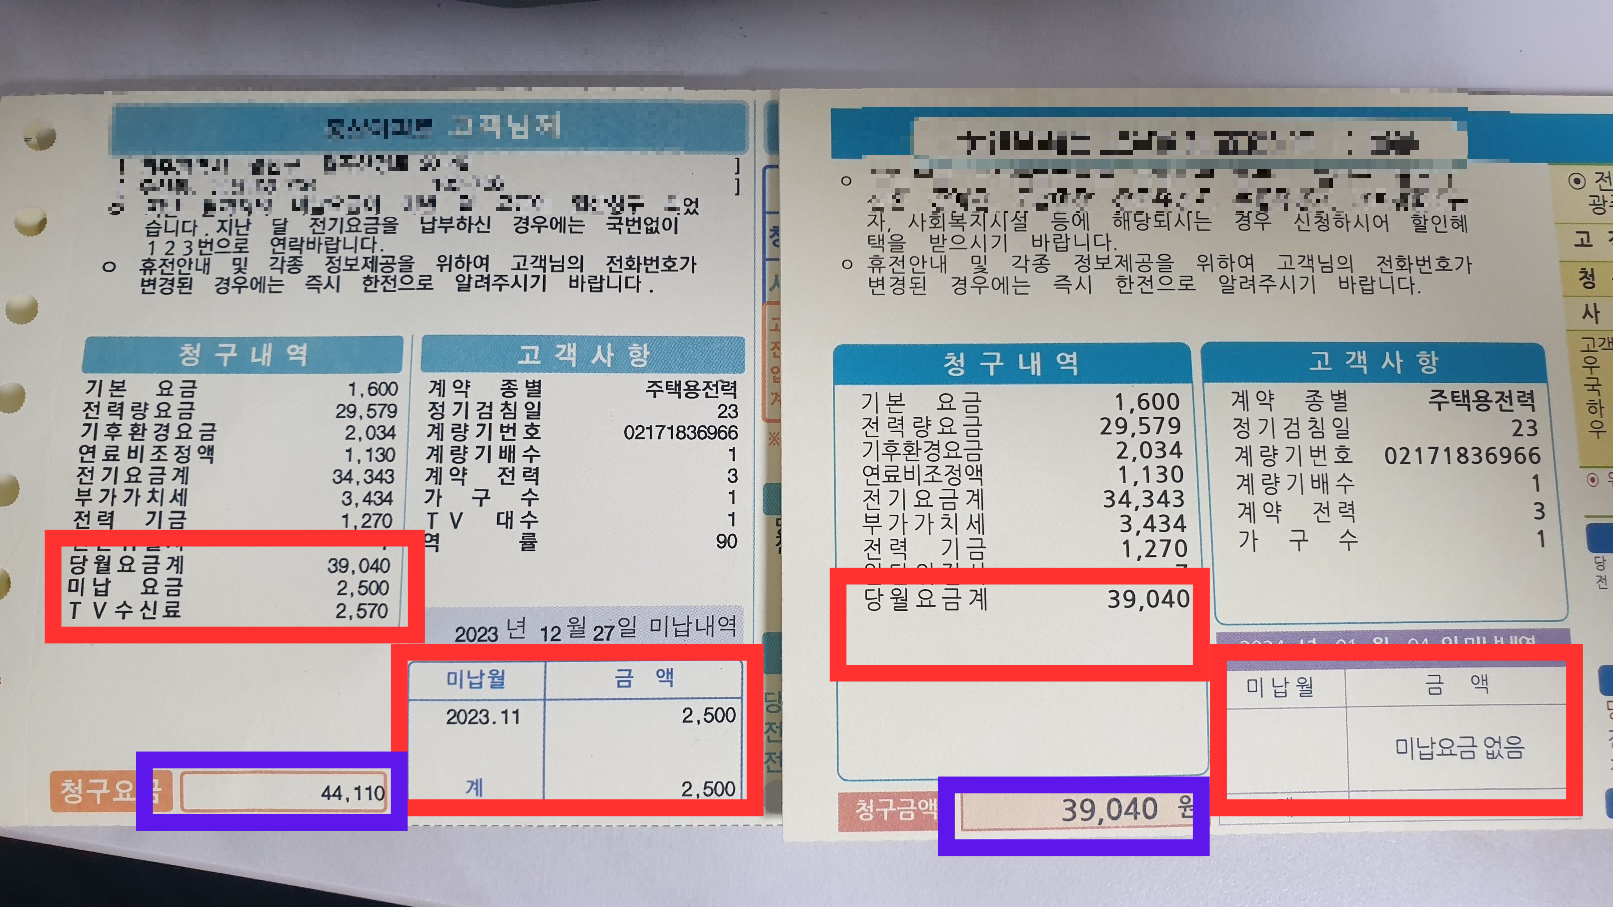 고객님께
습니다. 지난 달 전기요금을 납부하신 경우에는 국번없이
123번으로 연락바랍니다.
○ 휴전안내 및 각종 정보제공을 위하여 고객님의 전화번호가
변경된 경우에는 즉시 한전으로 알려주시기 바랍니다.
청구내역
기본 요금 1,600
전력량요금 29,579
기후환경요금 2,034
연료비조정액 1,130
전기요금계 34,343
부가가치세 3,434
전력 기금 1,270
당월요금계 39,040
미납 요금 2,500
TV수신료 2,570
청구요금 44,110
고객사항
계약 종별 주택용전력
정기검침일 23
계량기번호 02171836966
계량기배수 1
계약 전력 3
가 구 수 1
TV 대수 1
역 률 90
2023 년 12 월 27 일 미납내역
미납월 금 액
2023.11 2,500
계 2,500
자, 사회복지시설 등에 해당되시는 경우 신청하시어 할인혜
택을 받으시기 바랍니다.
○ 휴전안내 및 각종 정보제공을 위하여 고객님의 전화번호가
변경된 경우에는 즉시 한전으로 알려주시기 바랍니다.
청구내역
기본 요금 1,600
전력량요금 29,579
기후환경요금 2,034
연료비조정액 1,130
전기요금계 34,343
부가가치세 3,434
전력 기금 1,270
당월요금계 39,040
청구금액 39,040 원
고객사항
계약 종별 주택용전력
정기검침일 23
계량기번호 02171836966
계량기배수 1
계약 전력 3
가 구 수 1
미납월 금 액
미납요금 없음